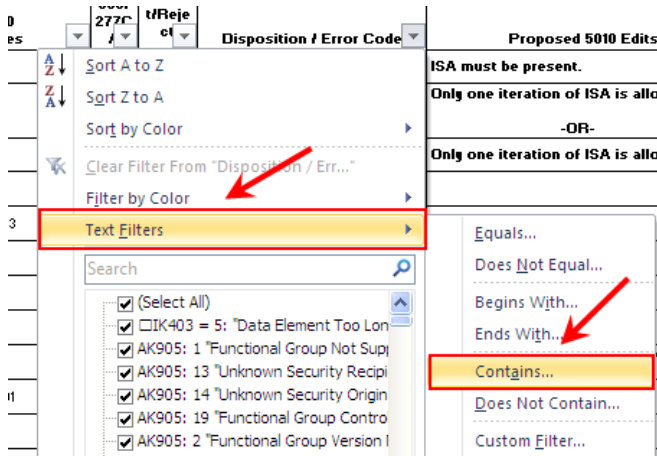 277C
t/Reje
Disposition / Error Code
Proposed 5010 Edits
Sort A to Z
Sort Z to A
Sort by Color
Clear Filter From "Disposition / Err..."
Filter by Color
Text Filters
Search
(Select All)
□IK403 = 5: "Data Element Too Lon
AK905: 1 "Functional Group Not Sup
AK905: 13 "Unknown Security Recipi
AK905: 14 "Unknown Security Origin
AK905: 19 "Functional Group Contro
AK905: 2 "Functional Group Version
ISA must be present.
Only one iteration of ISA is allo
-OR-
Only one iteration of ISA is allo
Equals...
Does Not Equal...
Begins With...
Ends With...
Contains...
Does Not Contain...
Custom Filter...